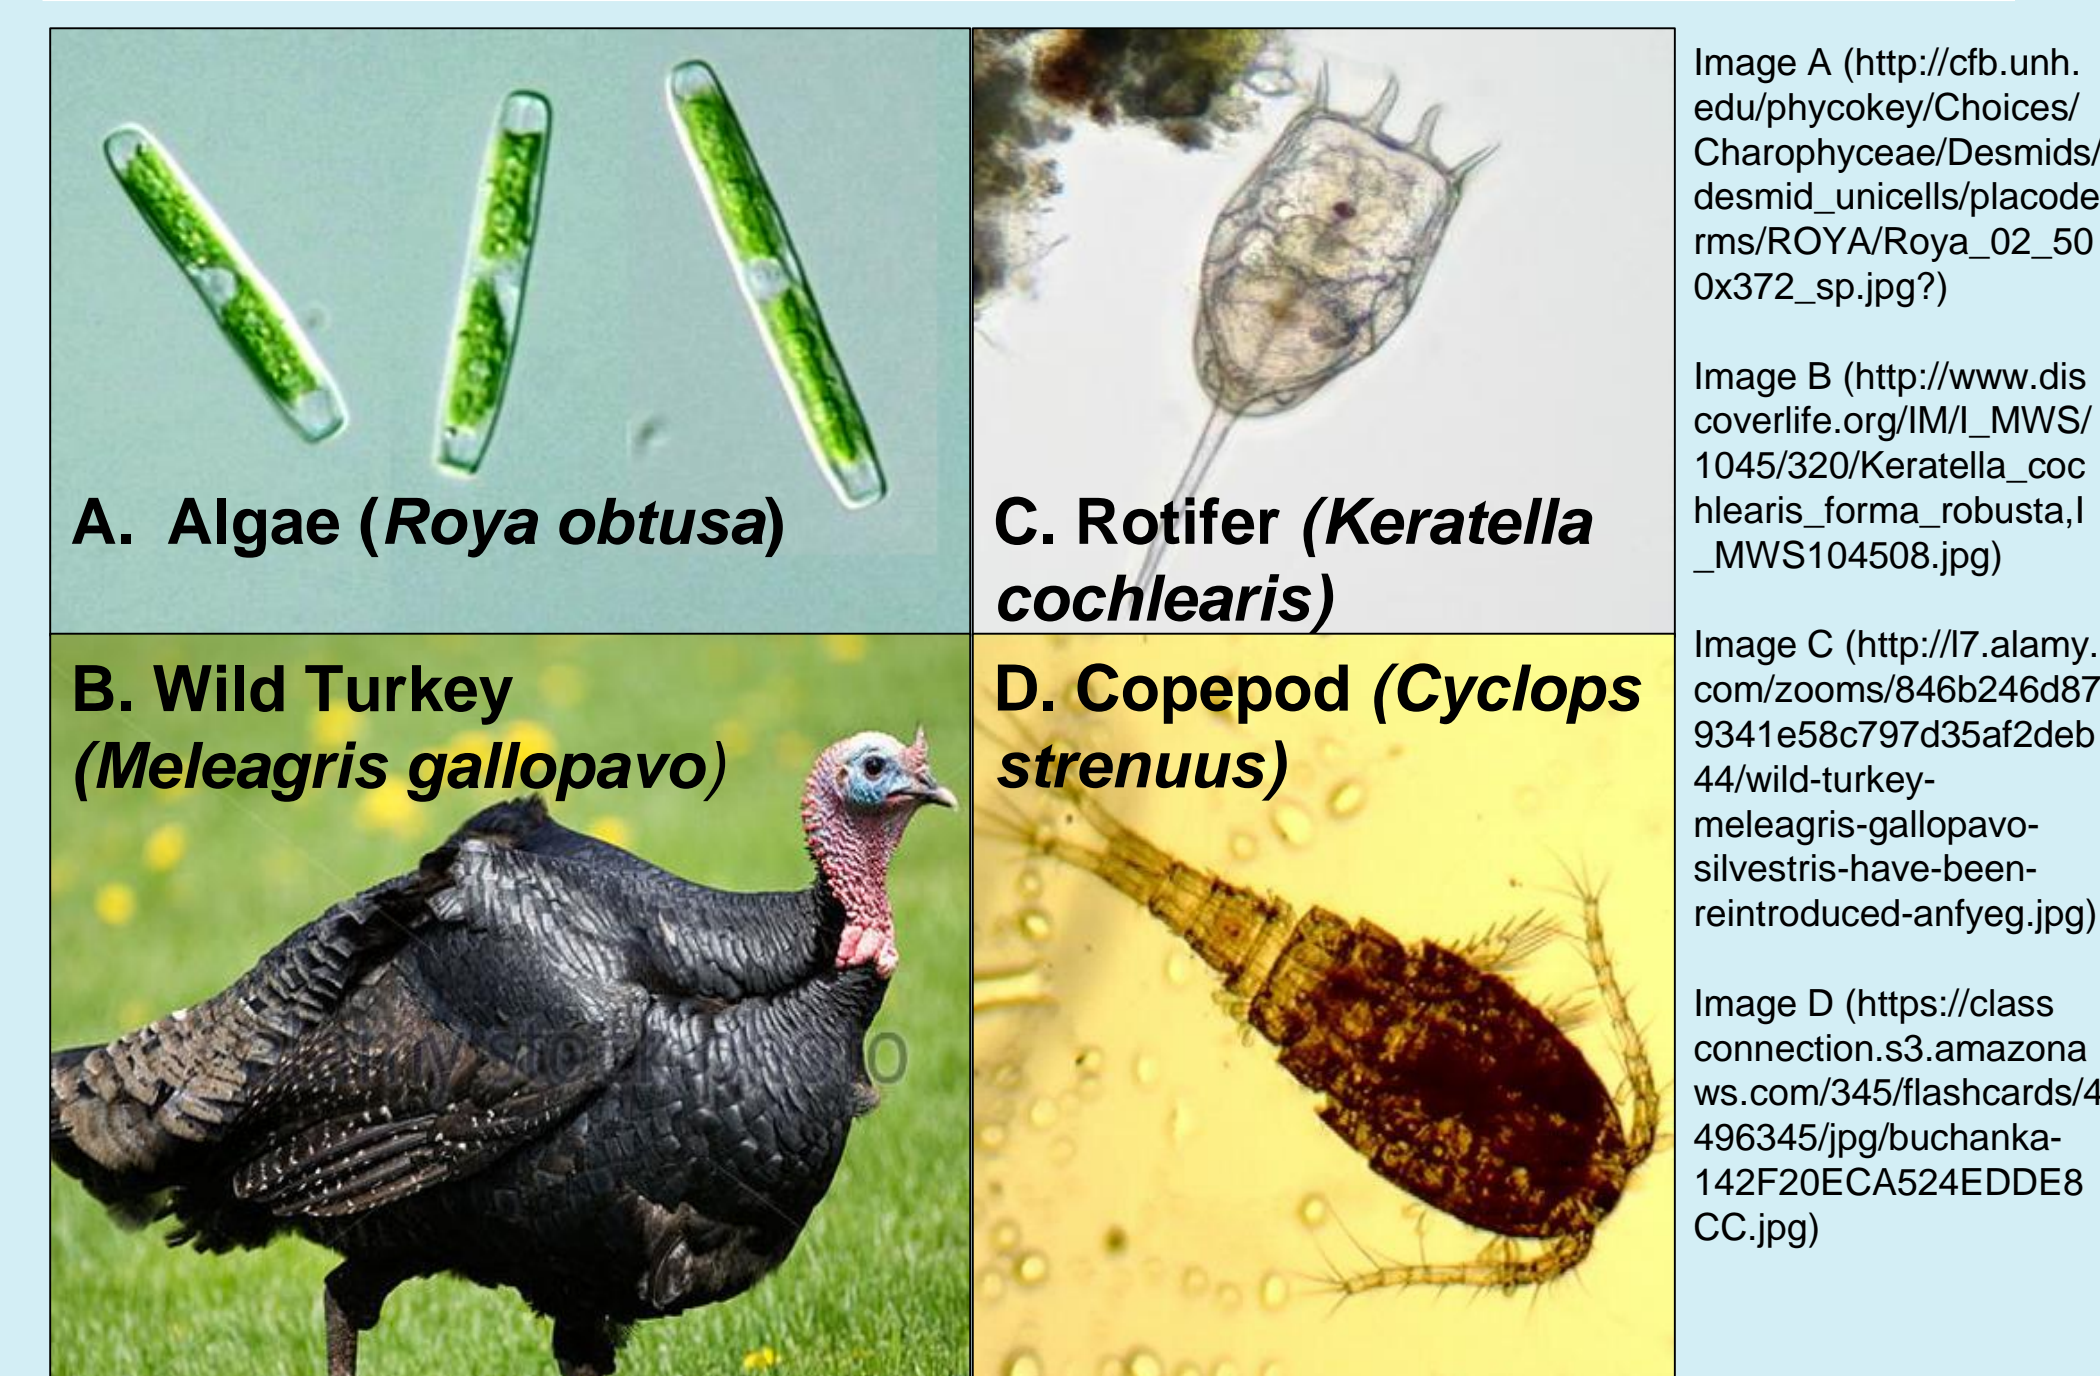 A. Algae (Roya obtusa)
C. Rotifer (Keratella
cochlearis)
B. Wild Turkey
(Meleagris gallopavo)
D. Copepod (Cyclops
strenuus)
alamy stock photo
Image A (http://cfb.unh.
edu/phycokey/Choices/
Charophyceae/Desmids/
desmid_unicells/placode
rms/ROYA/Roya_02_50
0x372_sp.jpg?)
Image B (http://www.dis
coverlife.org/IM/I_MWS/
1045/320/Keratella_coc
hlearis_forma_robusta,I
_MWS104508.jpg)
Image C (http://l7.alamy.
com/zooms/846b246d87
9341e58c797d35af2deb
44/wild-turkey-
meleagris-gallopavo-
silvestris-have-been-
reintroduced-anfyeg.jpg)
Image D (https://class
connection.s3.amazona
ws.com/345/flashcards/4
496345/jpg/buchanka-
142F20ECA524EDDE8
CC.jpg)